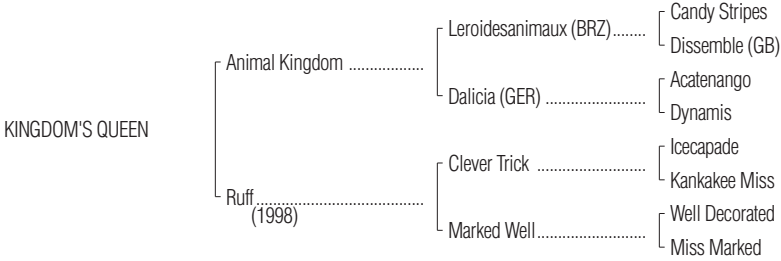 Candy Stripes
Leroidesanimaux (BRZ)........
Dissemble (GB)
Animal Kingdom ..................
Acatenango
Dalicia (GER) ........................
Dynamis
KINGDOM'S QUEEN
Icecapade
Clever Trick ..........................
Kankakee Miss
Ruff........................................
(1998)
Well Decorated
Marked Well..........................
Miss Marked